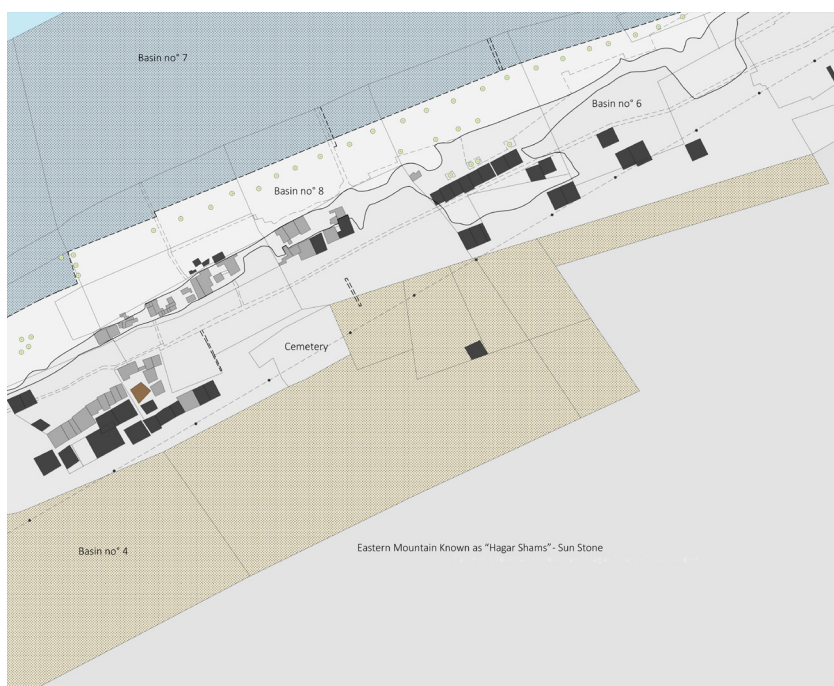 Basin no° 7
Basin no° 6
Basin no° 8
Cemetery
Basin no° 4
Eastern Mountain Known as “Hagar Shams”- Sun Stone